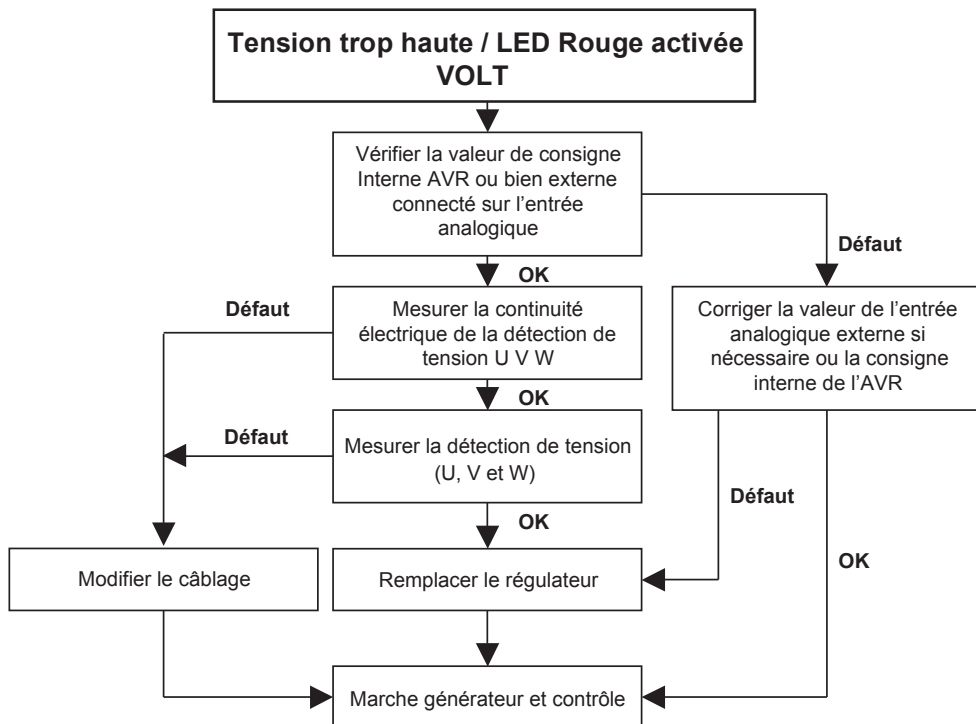 Tension trop haute / LED Rouge activée
VOLT
Vérifier la valeur de consigne
Interne AVR ou bien externe
connecté sur l'entrée
analogique
Défaut
OK
Défaut
Mesurer la continuité
électrique de la détection de
tension U V W
Corriger la valeur de l'entrée
analogique externe si
nécessaire ou la consigne
interne de l'AVR
OK
Défaut
Mesurer la détection de tension
(U, V et W)
Défaut
OK
OK
Modifier le câblage
Remplacer le régulateur
Marche générateur et contrôle